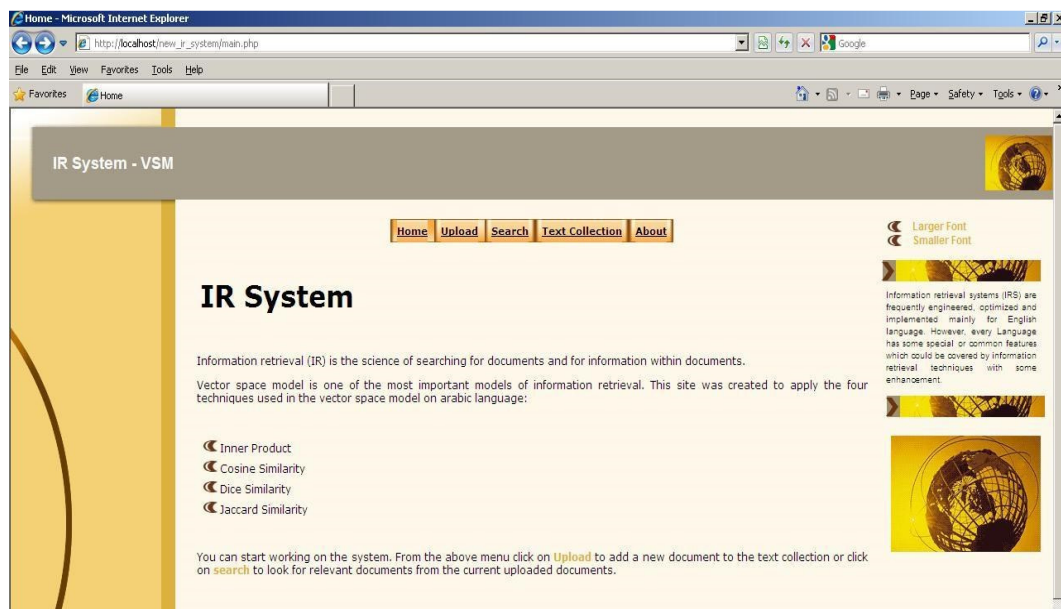 Home - Microsoft Internet Explorer
http://localhost/new_ir_system/main.php
Google
File Edit View Favorites Tools Help
Favorites Home
Page Safety Tools
IR System - VSM
Home Upload Search Text Collection About
Larger Font
Smaller Font
IR System
Information retrieval (IR) is the science of searching for documents and for information within documents.
Vector space model is one of the most important models of information retrieval. This site was created to apply the four
techniques used in the vector space model on arabic language:
Inner Product
Cosine Similarity
Dice Similarity
Jaccard Similarity
You can start working on the system. From the above menu click on Upload to add a new document to the text collection or click
on search to look for relevant documents from the current uploaded documents.
Information retrieval systems (IRS) are
frequently engineered, optimized and
implemented mainly for English
language. However, every Language
has some special or common features
which could be covered by information
retrieval techniques with some
enhancement.